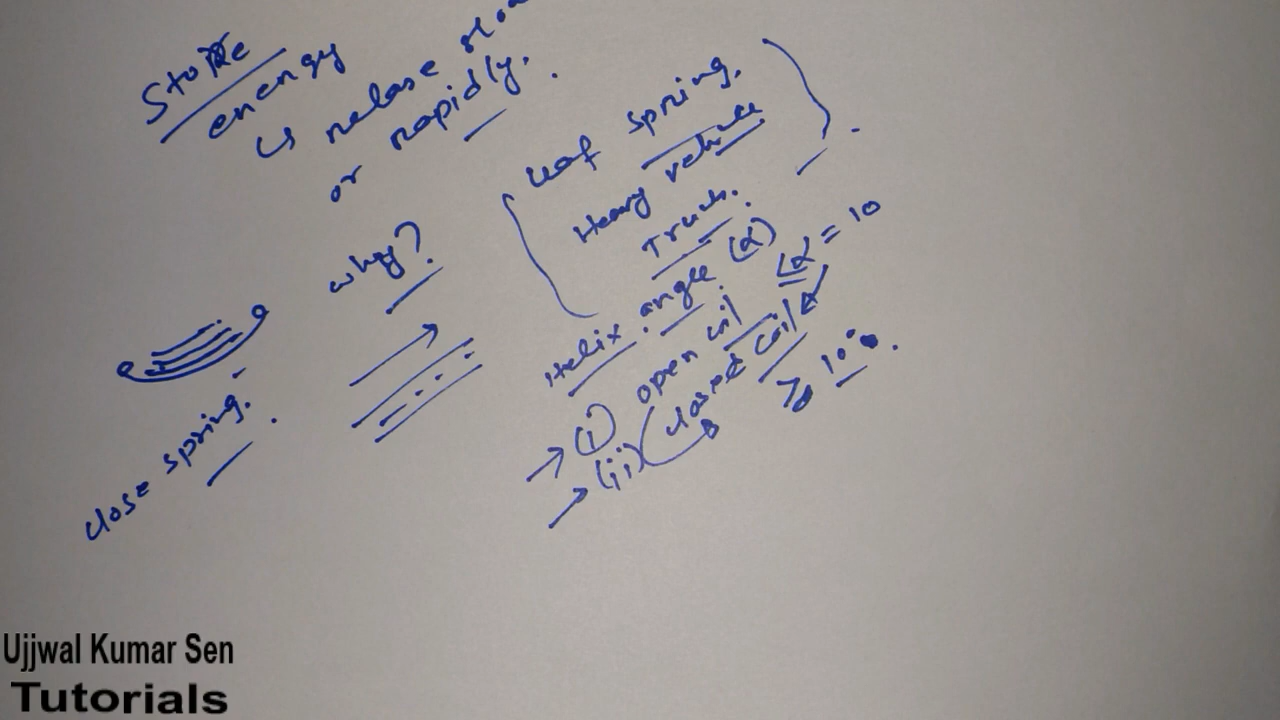 Store
energy
↳ release slow
or rapidly.
why?
close spring.
leaf spring.
Heavy vehicle
Truck.
Helix angle (α)
→ (i) open coil ∠α = 10
→ (ii) closed coil α
≥ 10°
Ujjwal Kumar Sen
Tutorials